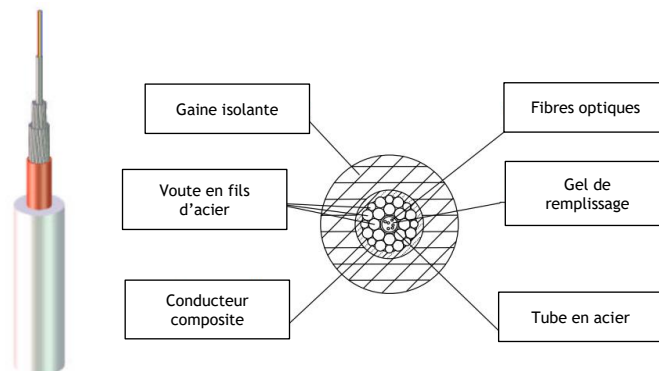 Gaine isolante
Fibres optiques
Voute en fils
d'acier
Gel de
remplissage
Conducteur
composite
Tube en acier